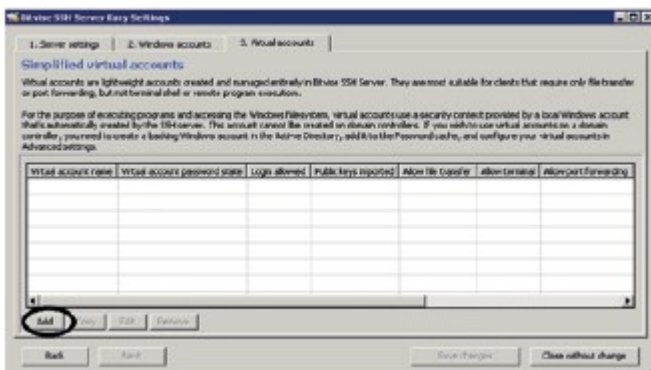 Bitvise SSH Server Easy Settings
1. Server settings 2. Windows accounts 3. Virtual accounts
Simplified virtual accounts
Virtual accounts are lightweight accounts created and managed entirely in Bitvise SSH Server. They are most suitable for clients that require only file transfer
or port forwarding, but not terminal shell or remote program execution.
For the purpose of executing programs and accessing the Windows filesystem, virtual accounts use a security context provided by a local Windows account
that's automatically created by the SSH server. This account cannot be created on domain controllers. If you wish to use virtual accounts on a domain
controller, you need to create a backing Windows account in the Active Directory, add it to the Password cache, and configure your virtual accounts in
Advanced settings.
Virtual account name Virtual account password state Login allowed Public keys imported Allow file transfer Allow terminal Allow port forwarding
Add Copy Edit Remove
Back Next Save changes Close without change